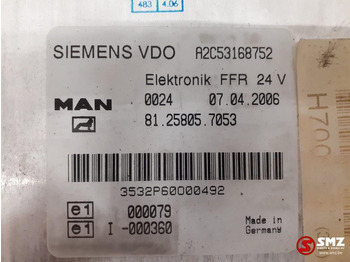 483 4.06
SIEMENS VDO A2C53168752
Elektronik FFR 24 V
MAN 0024 07.04.2006
81.25805.7053
3532P60000492
e1 000079
e1 I -000360
Made in
Germany
H700
SMZ